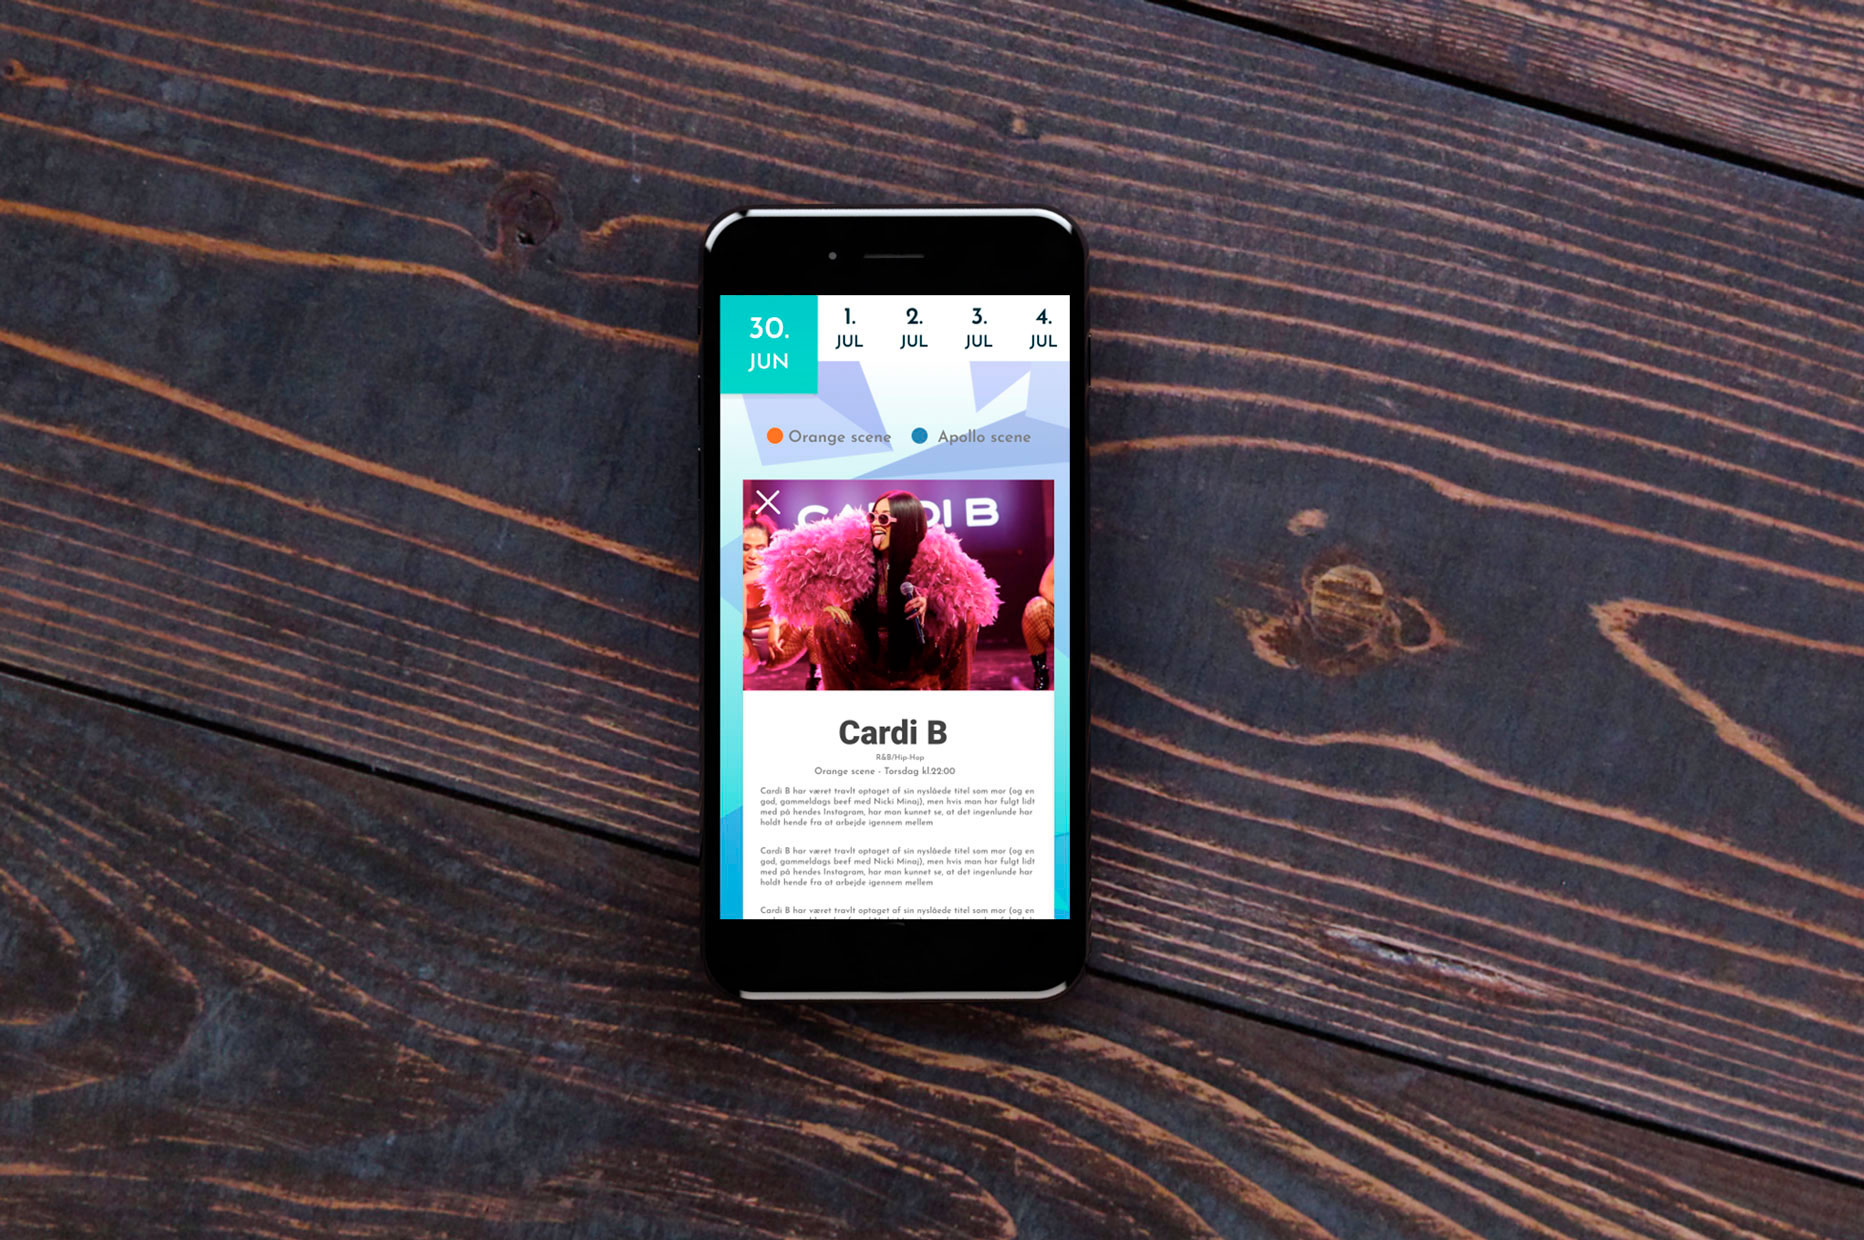 30. JUN
1. JUL
2. JUL
3. JUL
4. JUL
Orange scene
Apollo scene
CARDI B
Cardi B
R&B/Hip-Hop
Orange scene - Torsdag kl.22:00
Cardi B har været travlt optaget af sin nyslåede titel som mor (og en
god, gammeldags beef med Nicki Minaj), men hvis man har fulgt lidt
med på hendes Instagram, har man kunnet se, at det ingenlunde har
holdt hende fra at arbejde igennem mellem
Cardi B har været travlt optaget af sin nyslåede titel som mor (og en
god, gammeldags beef med Nicki Minaj), men hvis man har fulgt lidt
med på hendes Instagram, har man kunnet se, at det ingenlunde har
holdt hende fra at arbejde igennem mellem
Cardi B har været travlt optaget af sin nyslåede titel som mor (og en